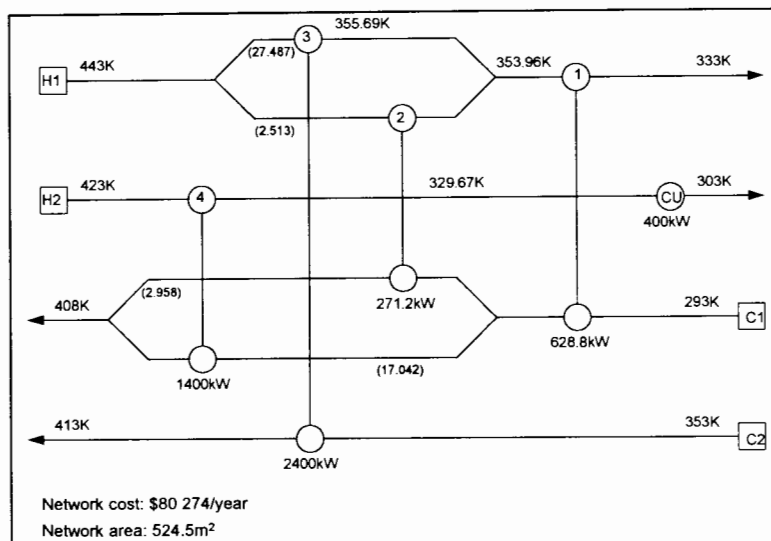 3
355.69K
(27.487)
H1
443K
353.96K
1
333K
(2.513)
2
H2
423K
4
329.67K
CU
303K
400kW
408K
(2.958)
271.2kW
293K
C1
628.8kW
1400kW
(17.042)
413K
2400kW
353K
C2
Network cost: $80 274/year
Network area: 524.5m²